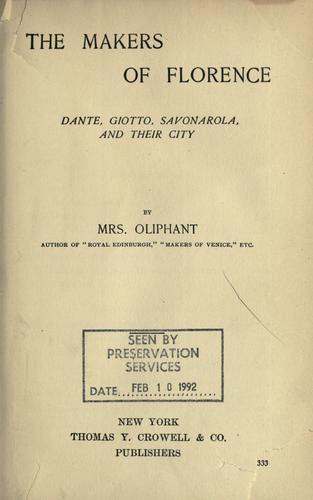 THE MAKERS
OF FLORENCE
DANTE, GIOTTO, SAVONAROLA,
AND THEIR CITY
BY
MRS. OLIPHANT
AUTHOR OF "ROYAL EDINBURGH," "MAKERS OF VENICE," ETC.
SEEN BY
PRESERVATION
SERVICES
DATE FEB 10 1992
NEW YORK
THOMAS Y. CROWELL & CO.
PUBLISHERS
333